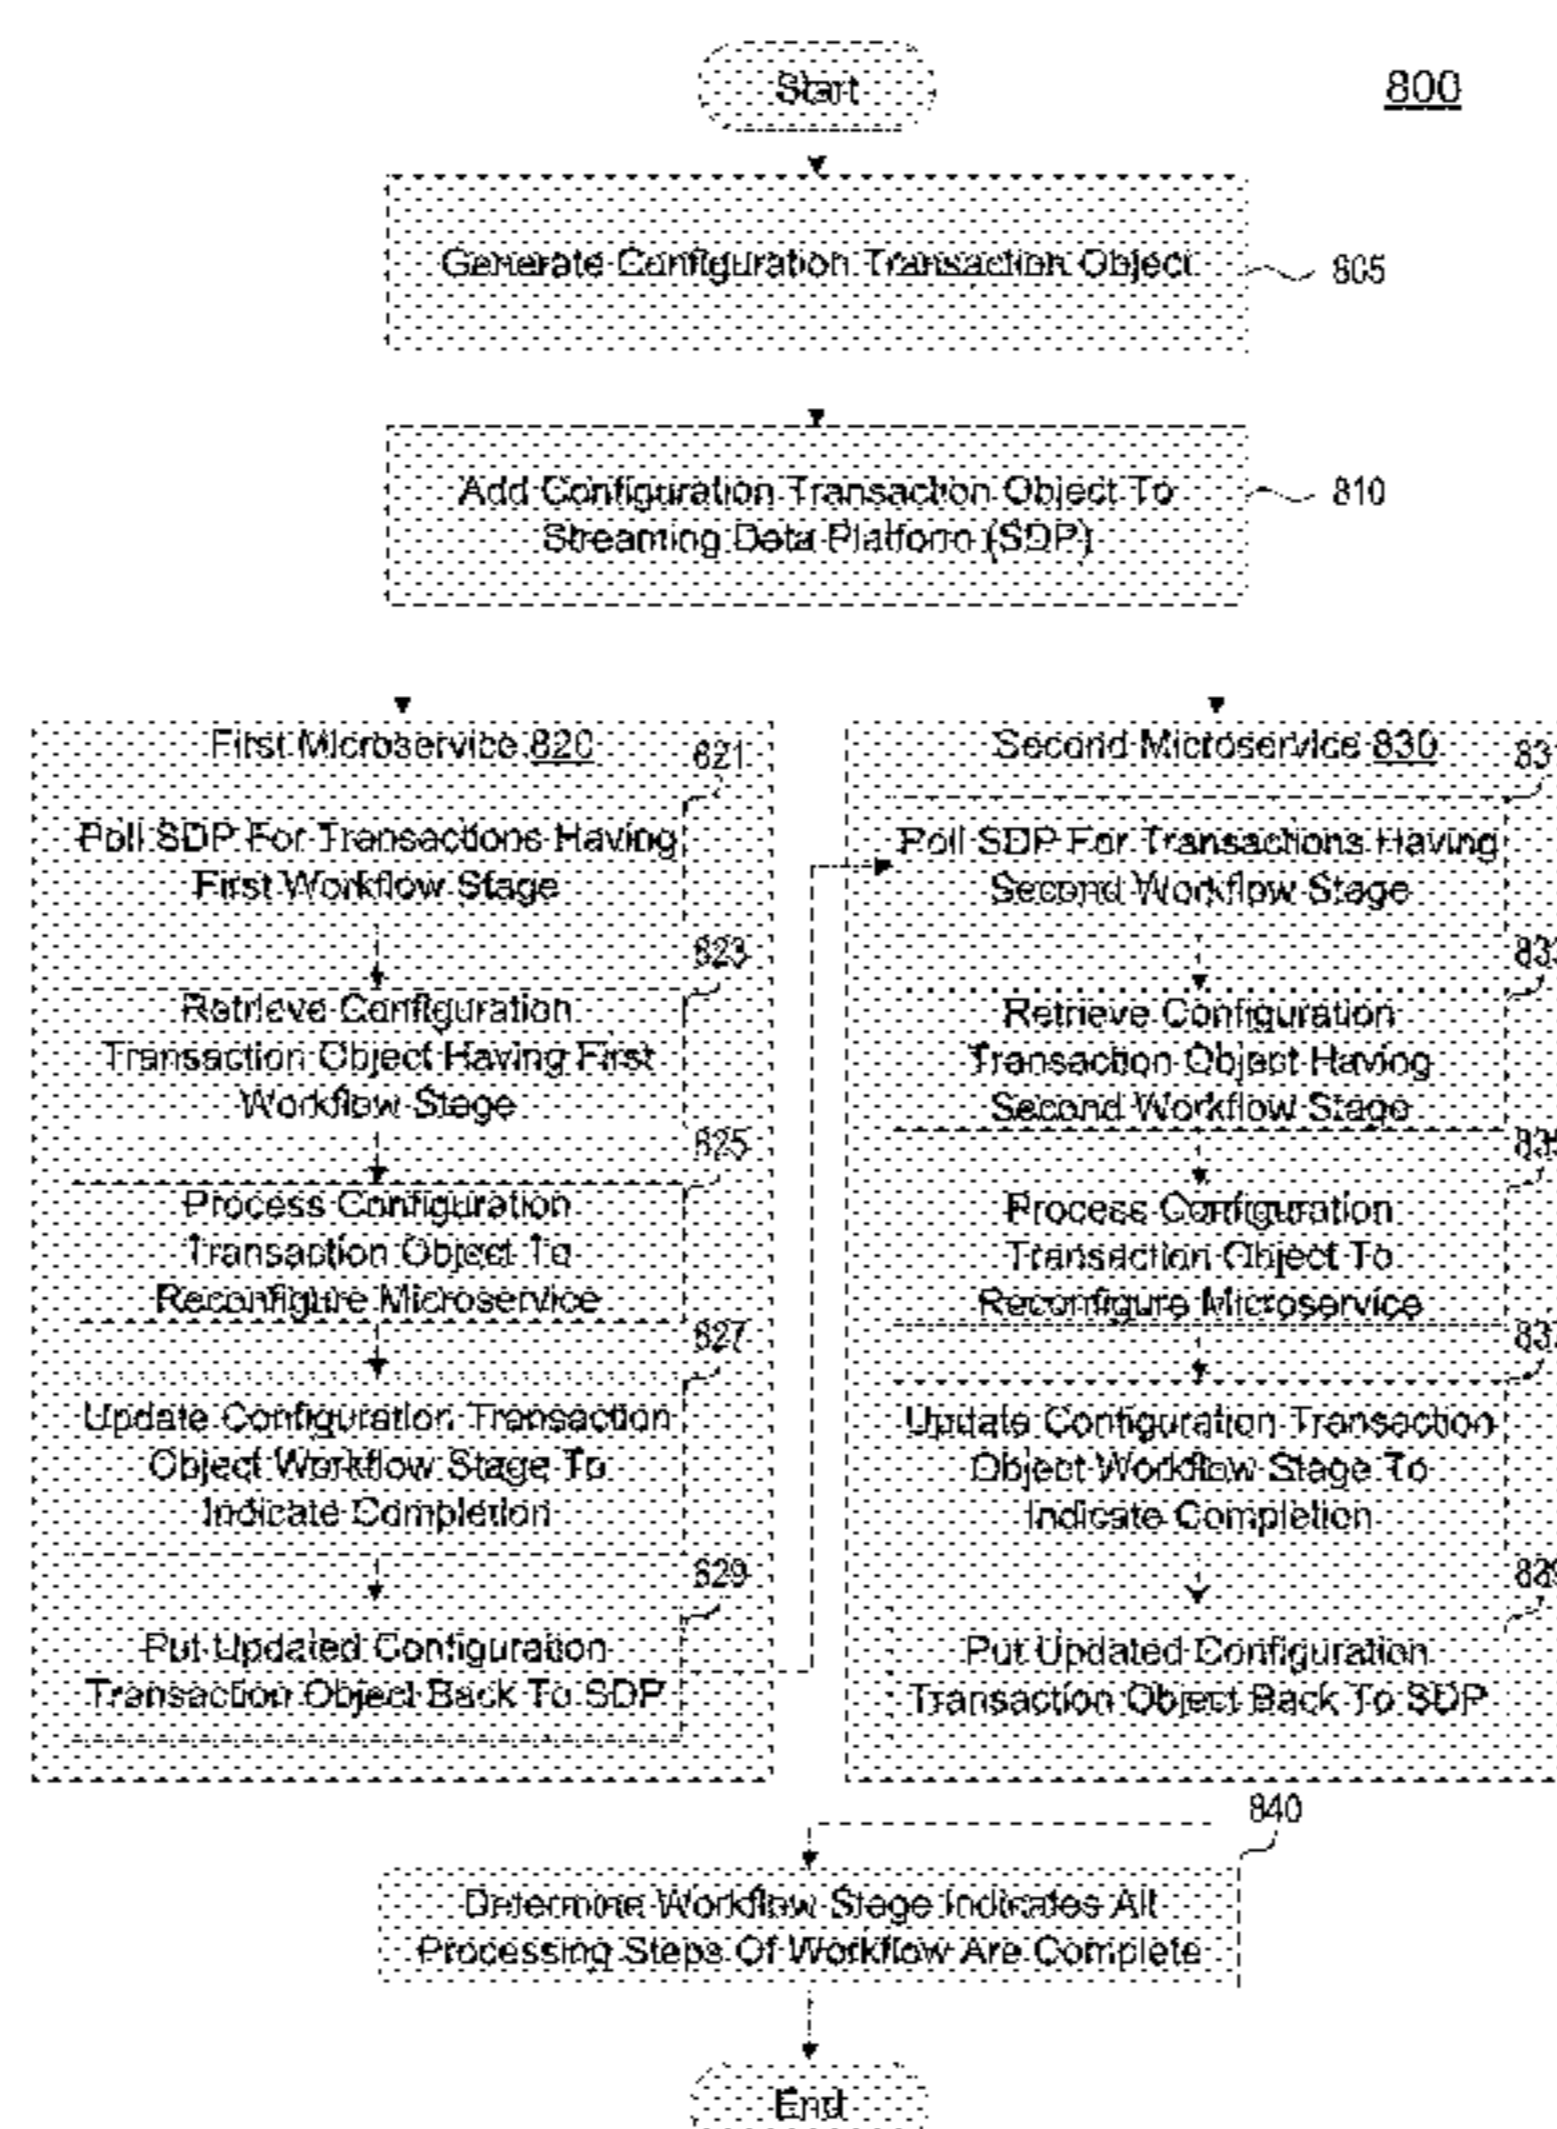 800
Start
Generate Configuration Transaction Object
805
Add Configuration Transaction Object To
Streaming Data Platform (SDP)
810
First Microservice 820
821
Poll SDP For Transactions Having
First Workflow Stage
823
Retrieve Configuration
Transaction Object Having First
Workflow Stage
825
Process Configuration
Transaction Object To
Reconfigure Microservice
827
Update Configuration Transaction
Object Workflow Stage To
Indicate Completion
829
Put Updated Configuration
Transaction Object Back To SDP
Second Microservice 830
Poll SDP For Transactions Having
Second Workflow Stage
Retrieve Configuration
Transaction Object Having
Second Workflow Stage
Process Configuration
Transaction Object To
Reconfigure Microservice
Update Configuration Transaction
Object Workflow Stage To
Indicate Completion
Put Updated Configuration
Transaction Object Back To SDP
840
Determine Workflow Stage Indicates All
Processing Steps Of Workflow Are Complete
End